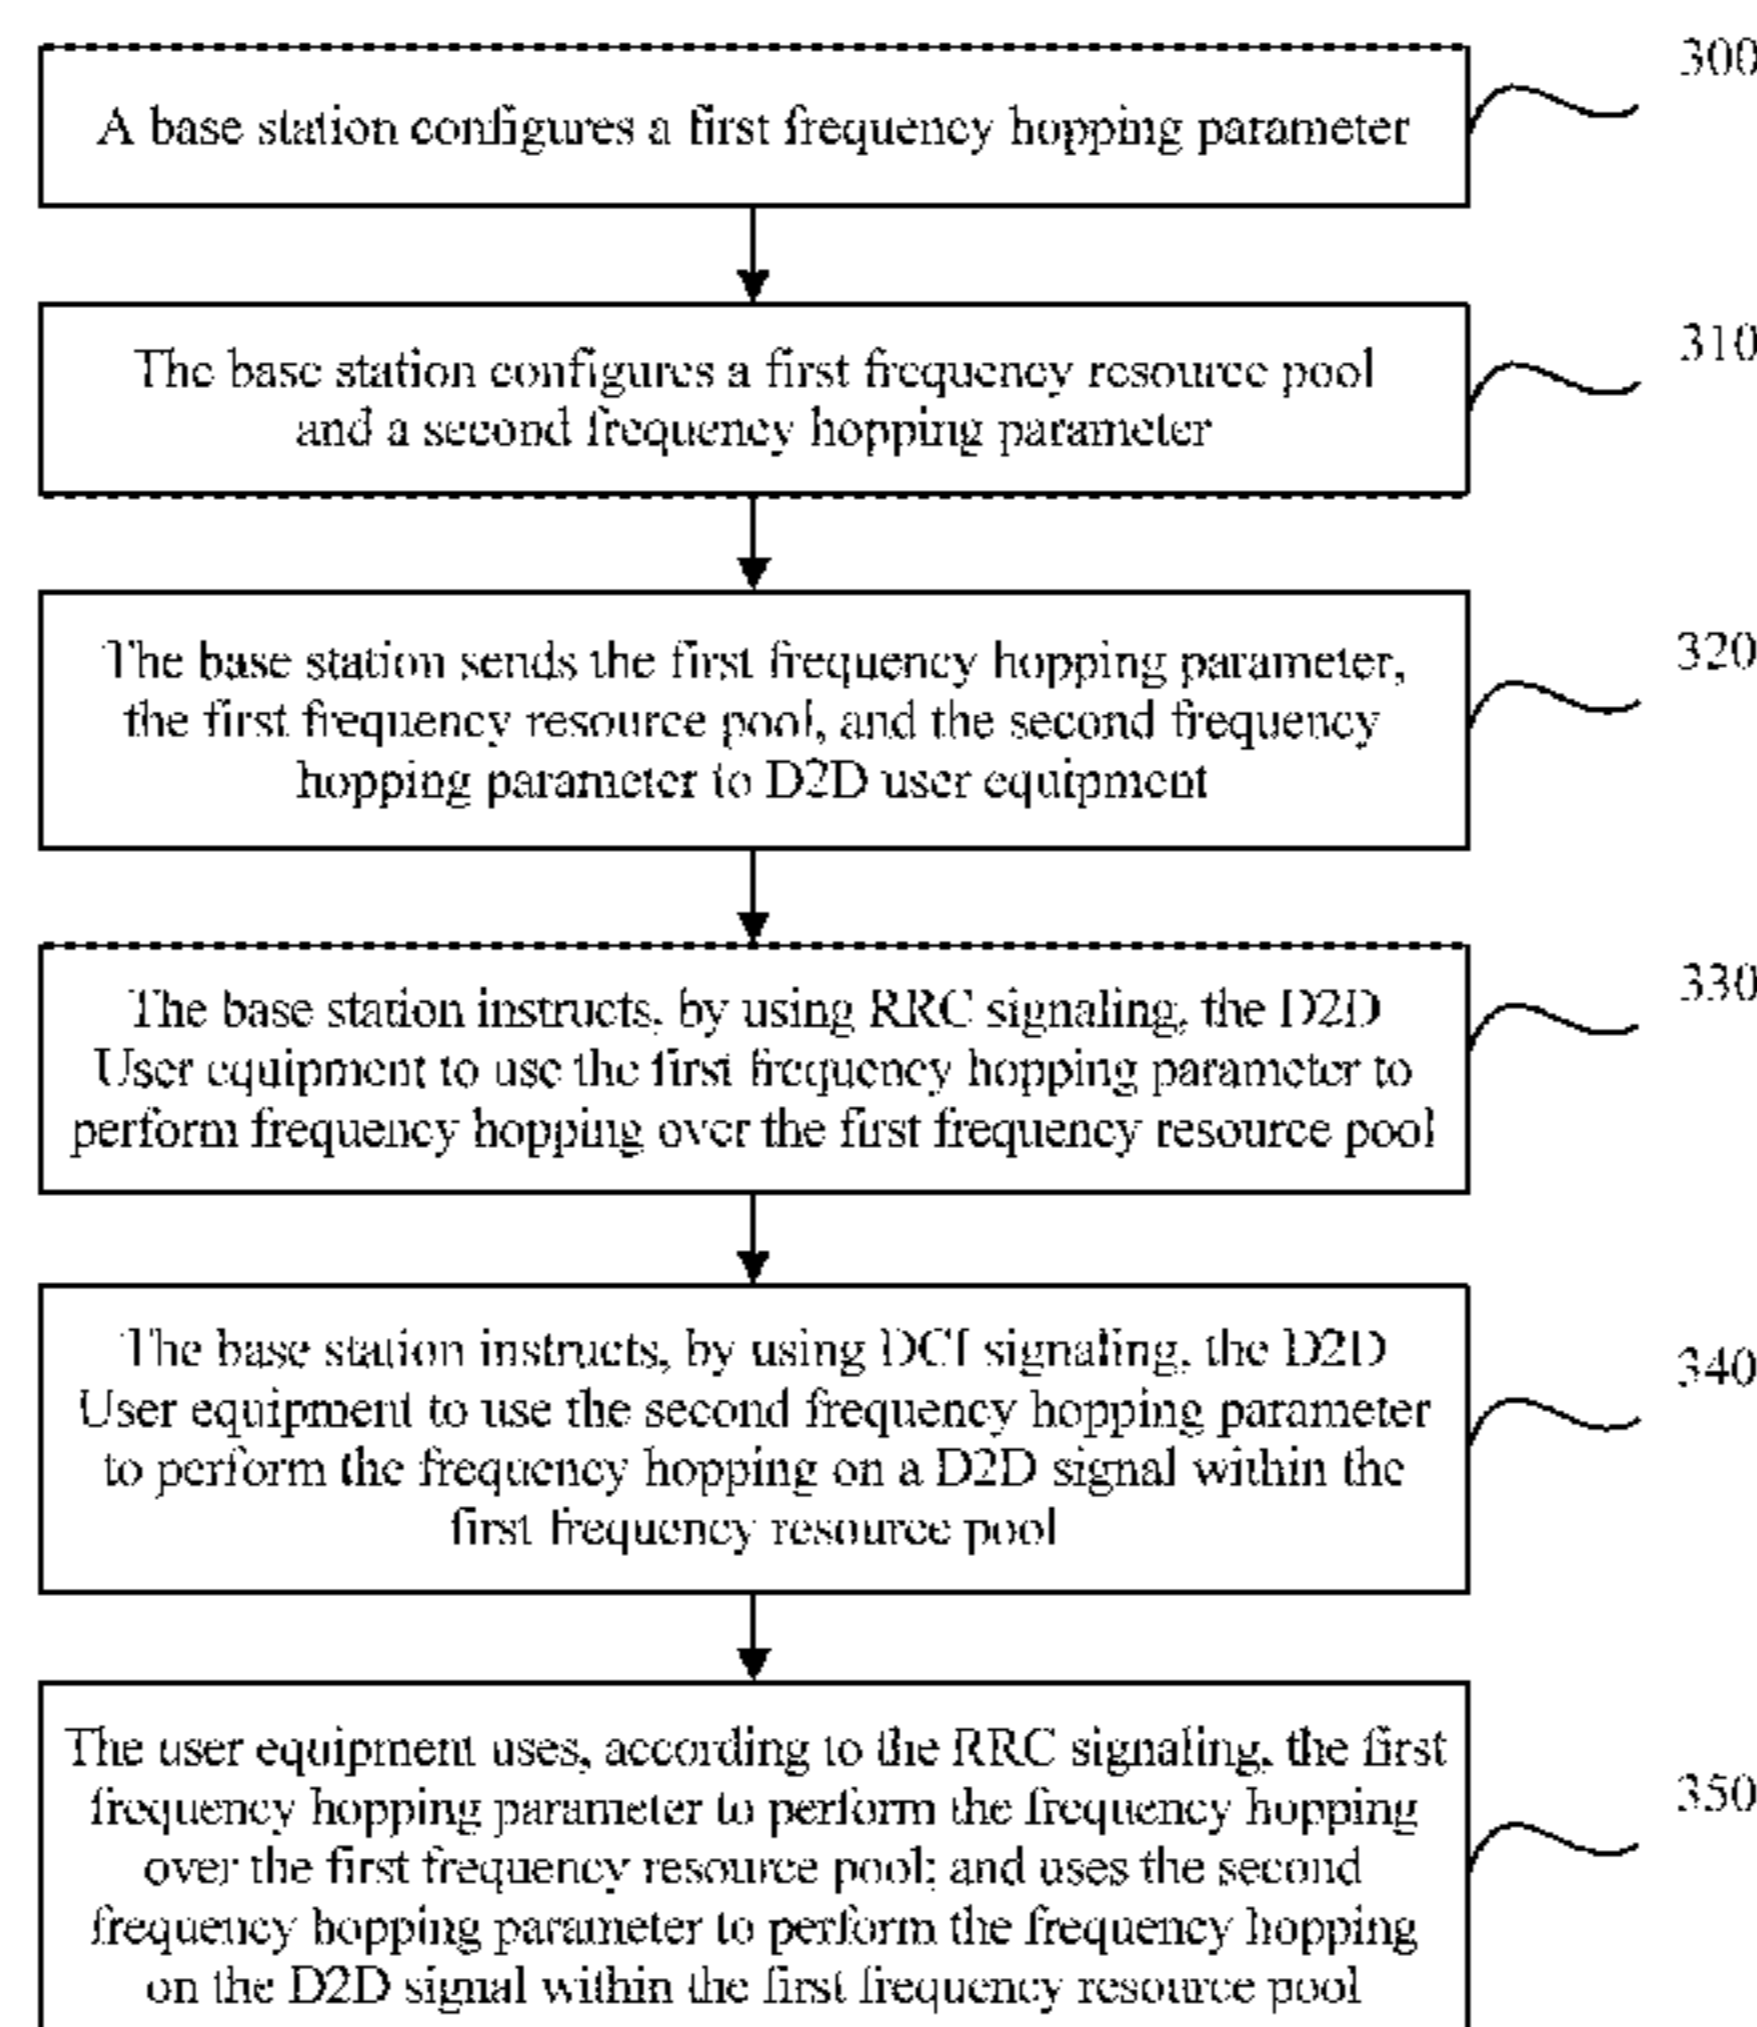 A base station configures a first frequency hopping parameter
300
The base station configures a first frequency resource pool
and a second frequency hopping parameter
310
The base station sends the first frequency hopping parameter,
the first frequency resource pool, and the second frequency
hopping parameter to D2D user equipment
320
The base station instructs, by using RRC signaling, the D2D
User equipment to use the first frequency hopping parameter to
perform frequency hopping over the first frequency resource pool
330
The base station instructs, by using DCI signaling, the D2D
User equipment to use the second frequency hopping parameter
to perform the frequency hopping on a D2D signal within the
first frequency resource pool
340
The user equipment uses, according to the RRC signaling, the first
frequency hopping parameter to perform the frequency hopping
over the first frequency resource pool; and uses the second
frequency hopping parameter to perform the frequency hopping
on the D2D signal within the first frequency resource pool
350